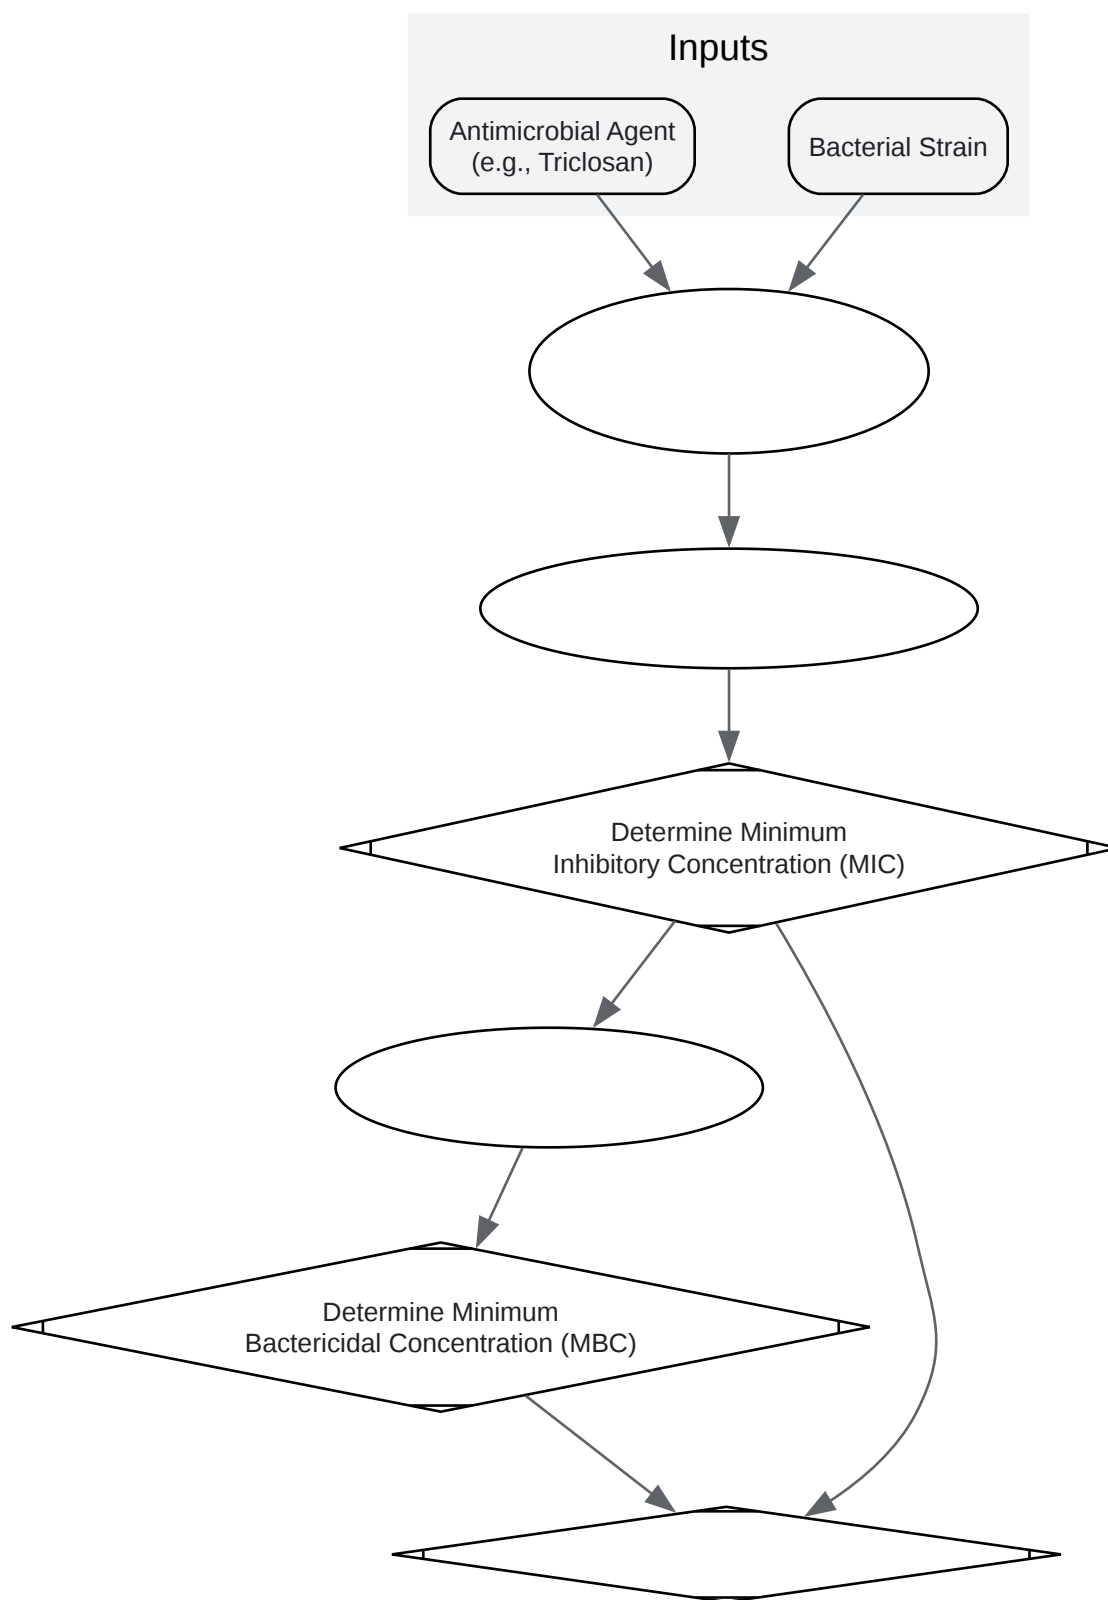 Inputs
Antimicrobial Agent
(e.g., Triclosan)
Bacterial Strain
Determine Minimum
Inhibitory Concentration (MIC)
Determine Minimum
Bactericidal Concentration (MBC)